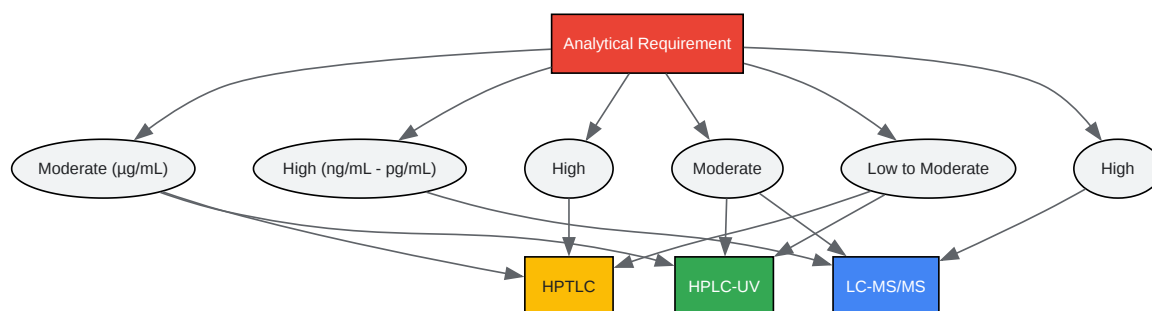 Analytical Requirement
Moderate (µg/mL)
High (ng/mL - pg/mL)
High
Moderate
Low to Moderate
High
HPTLC
HPLC-UV
LC-MS/MS